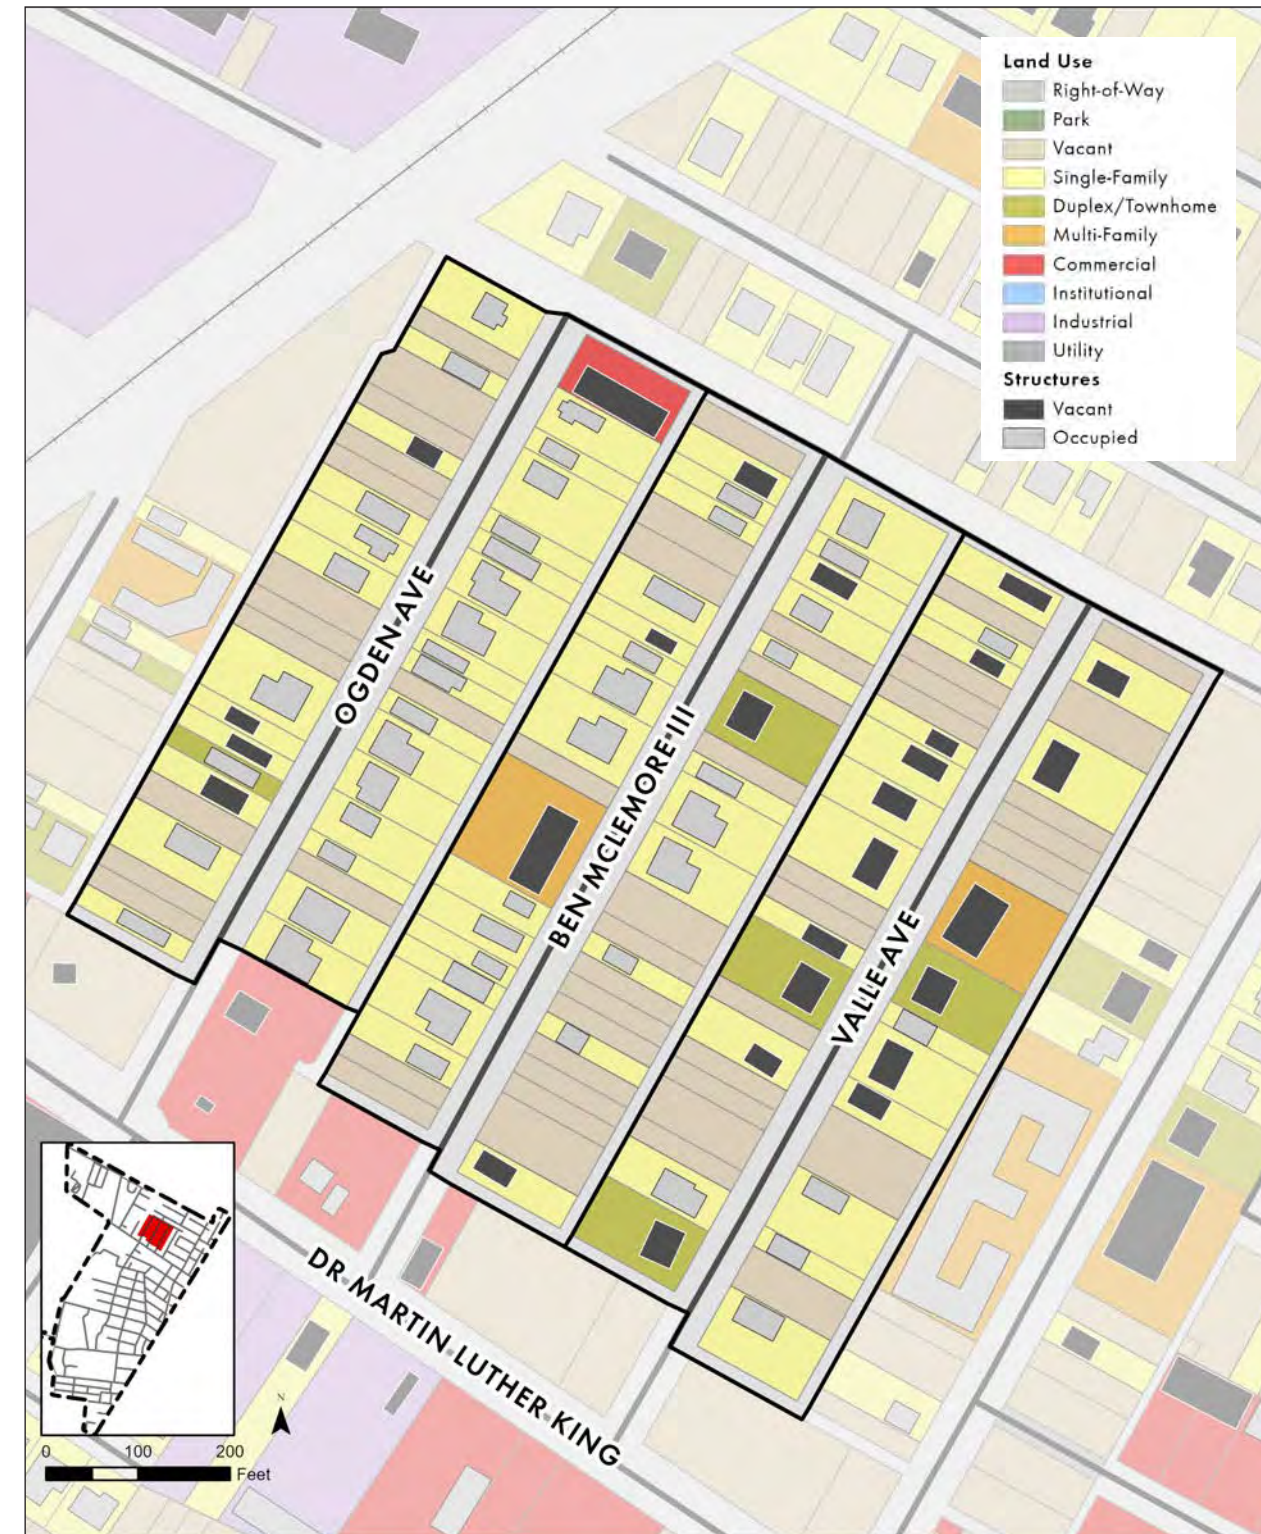 Land Use
Right-of-Way
Park
Vacant
Single-Family
Duplex/Townhome
Multi-Family
Commercial
Institutional
Industrial
Utility
Structures
Vacant
Occupied
OGDEN AVE
BEN MCLEMORE III
VALLE AVE
DR MARTIN LUTHER KING
N
0 100 200
Feet